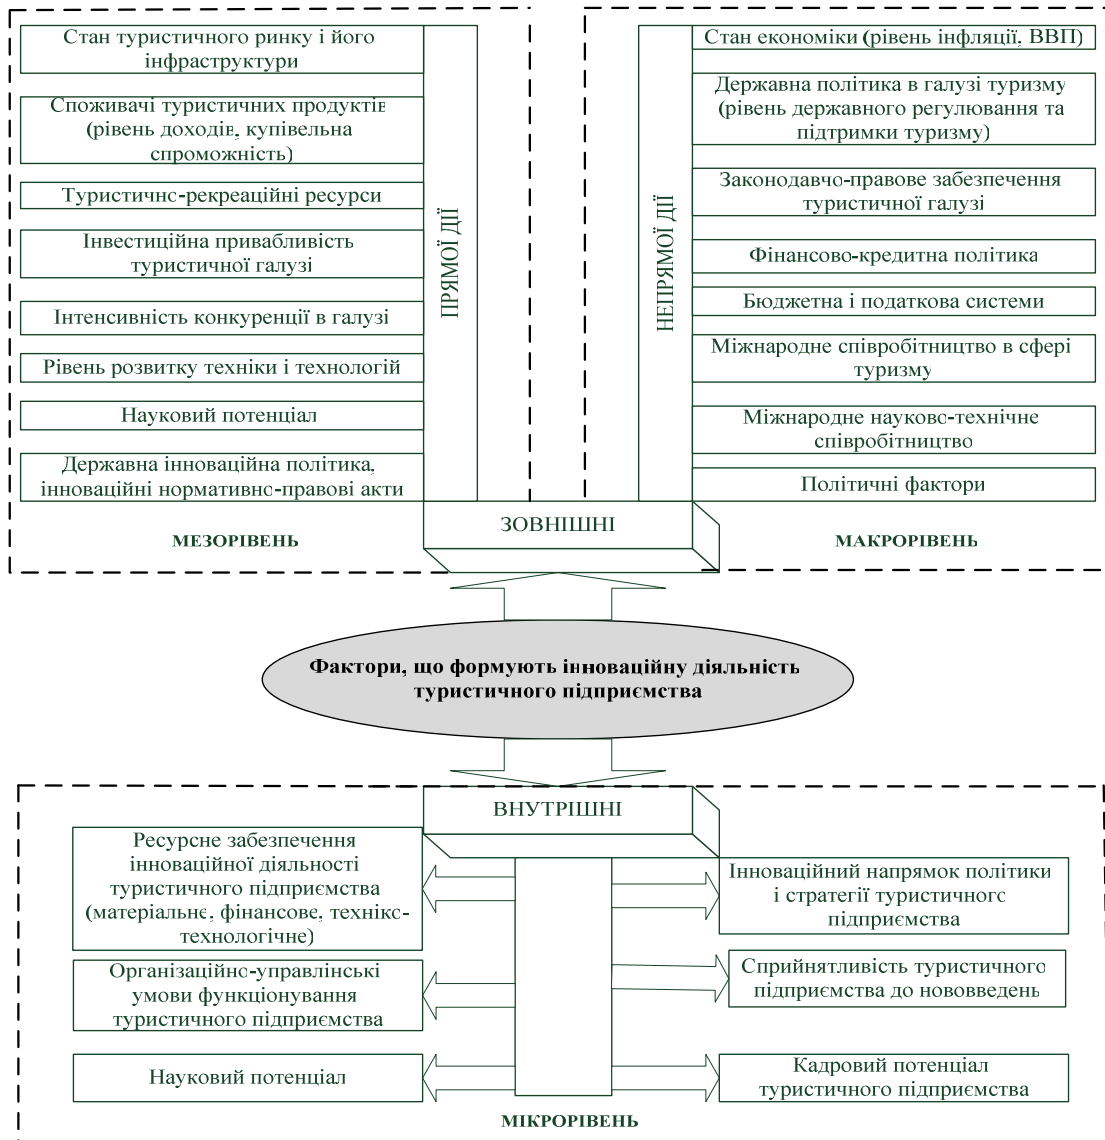 Стан туристичного ринку і його
інфраструктури
Споживачі туристичних продуктів
(рівень доходів, купівельна
спроможність)
Туристично-рекреаційні ресурси
Інвестиційна привабливість
туристичної галузі
Інтенсивність конкуренції в галузі
Рівень розвитку техніки і технологій
Науковий потенціал
Державна інноваційна політика,
інноваційні нормативно-правові акти
МЕЗОРІВЕНЬ
ПРЯМОЇ ДІЇ
НЕПРЯМОЇ ДІЇ
Стан економіки (рівень інфляції, ВВП)
Державна політика в галузі туризму
(рівень державного регулювання та
підтримки туризму)
Законодавчо-правове забезпечення
туристичної галузі
Фінансово-кредитна політика
Бюджетна і податкова системи
Міжнародне співробітництво в сфері
туризму
Міжнародне науково-технічне
співробітництво
Політичні фактори
МАКРОРІВЕНЬ
ЗОВНІШНІ
Фактори, що формують інноваційну діяльність
туристичного підприємства
ВНУТРІШНІ
Ресурсне забезпечення
інноваційної діяльності
туристичного підприємства
(матеріальне, фінансове, техніко-
технологічне)
Організаційно-управлінські
умови функціонування
туристичного підприємства
Науковий потенціал
Інноваційний напрямок політики
і стратегії туристичного
підприємства
Сприйнятливість туристичного
підприємства до нововведень
Кадровий потенціал
туристичного підприємства
МІКРОРІВЕНЬ